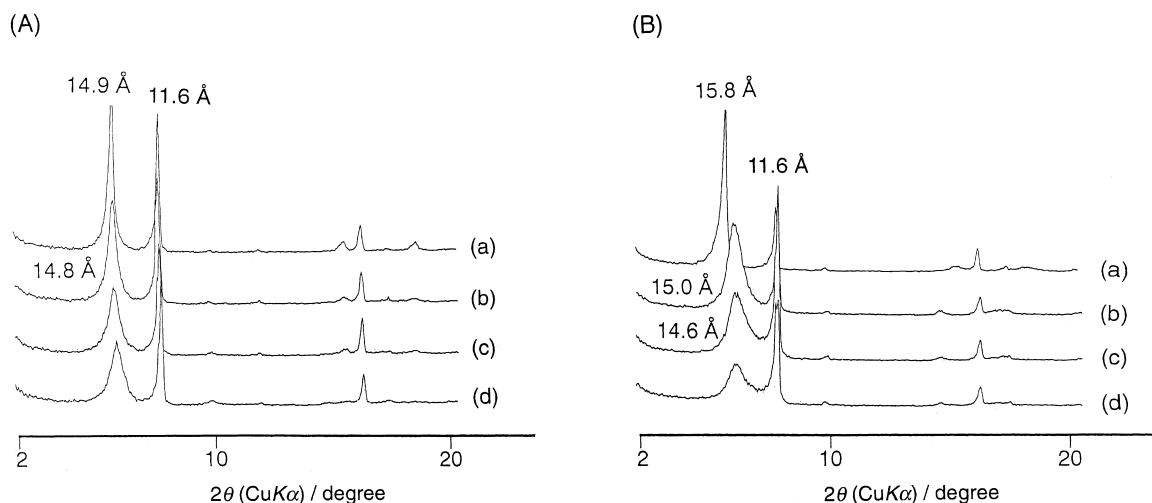 (A)
14.9 Å
11.6 Å
(a)
14.8 Å
(b)
(c)
(d)
2
10
20
2θ (CuKα) / degree
(B)
15.8 Å
11.6 Å
(a)
15.0 Å
(b)
14.6 Å
(c)
(d)
2
10
20
2θ (CuKα) / degree